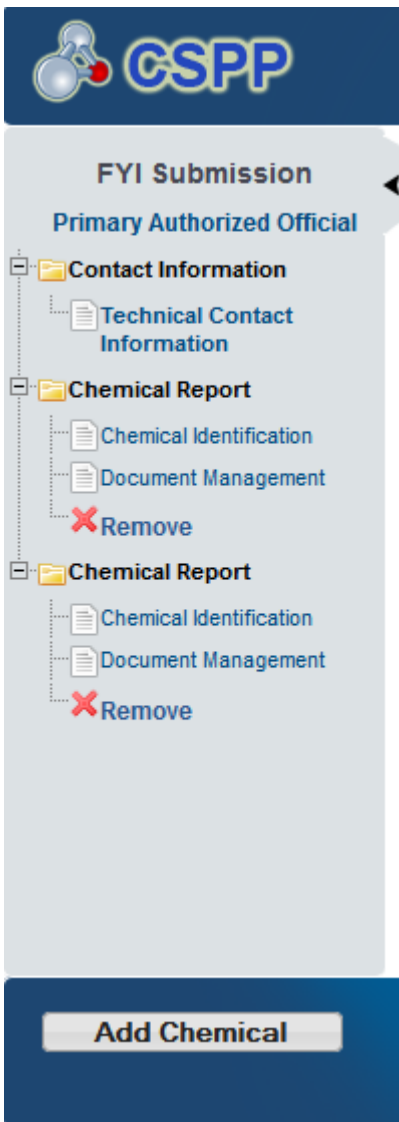 CSPP
FYI Submission
Primary Authorized Official
Contact Information
Technical Contact
Information
Chemical Report
Chemical Identification
Document Management
Remove
Chemical Report
Chemical Identification
Document Management
Remove
Add Chemical